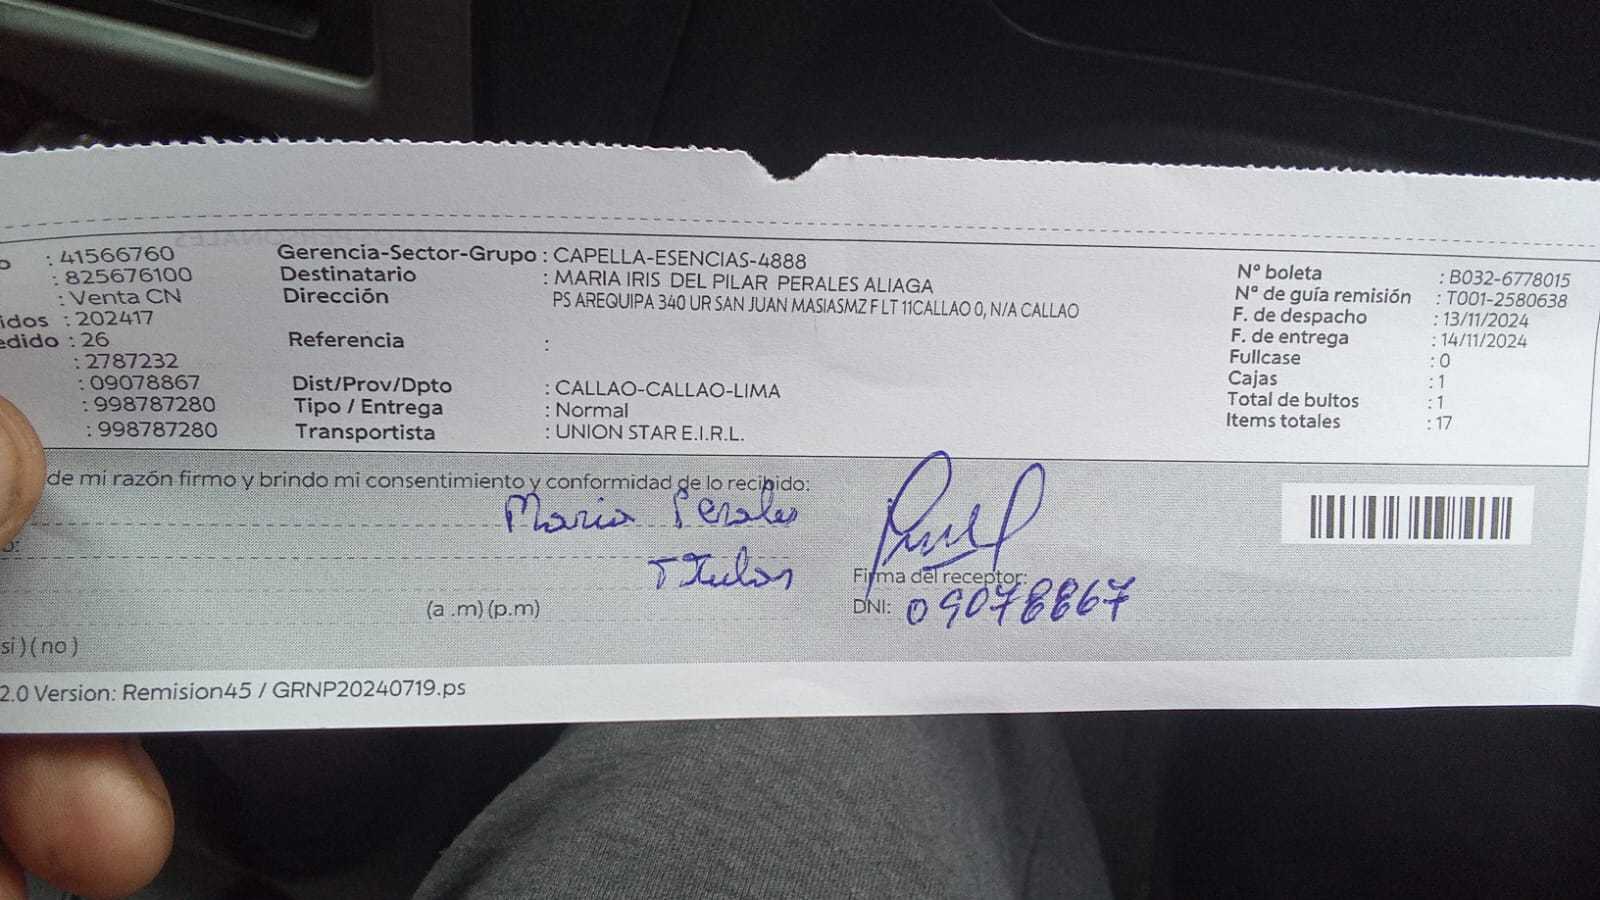 : 41566760
: 825676100
: Venta CN
idos : 202417
edido : 26
: 2787232
: 09078867
: 998787280
: 998787280
Gerencia-Sector-Grupo : CAPELLA-ESENCIAS-4888
Destinatario : MARIA IRIS DEL PILAR PERALES ALIAGA
Dirección PS AREQUIPA 340 UR SAN JUAN MASIASMZ F LT 11CALLAO 0, N/A CALLAO
Referencia :
Dist/Prov/Dpto : CALLAO-CALLAO-LIMA
Tipo / Entrega : Normal
Transportista : UNION STAR E.I.R.L.
N° boleta : B032-6778015
N° de guía remisión : T001-2580638
F. de despacho : 13/11/2024
F. de entrega : 14/11/2024
Fullcase : 0
Cajas : 1
Total de bultos : 1
Items totales : 17
de mi razón firmo y brindo mi consentimiento y conformidad de lo recibido:
Maria Perales
Titular
Firma del receptor:
DNI: 09078867
(a .m) (p.m)
si ) ( no )
2.0 Version: Remision45 / GRNP20240719.ps